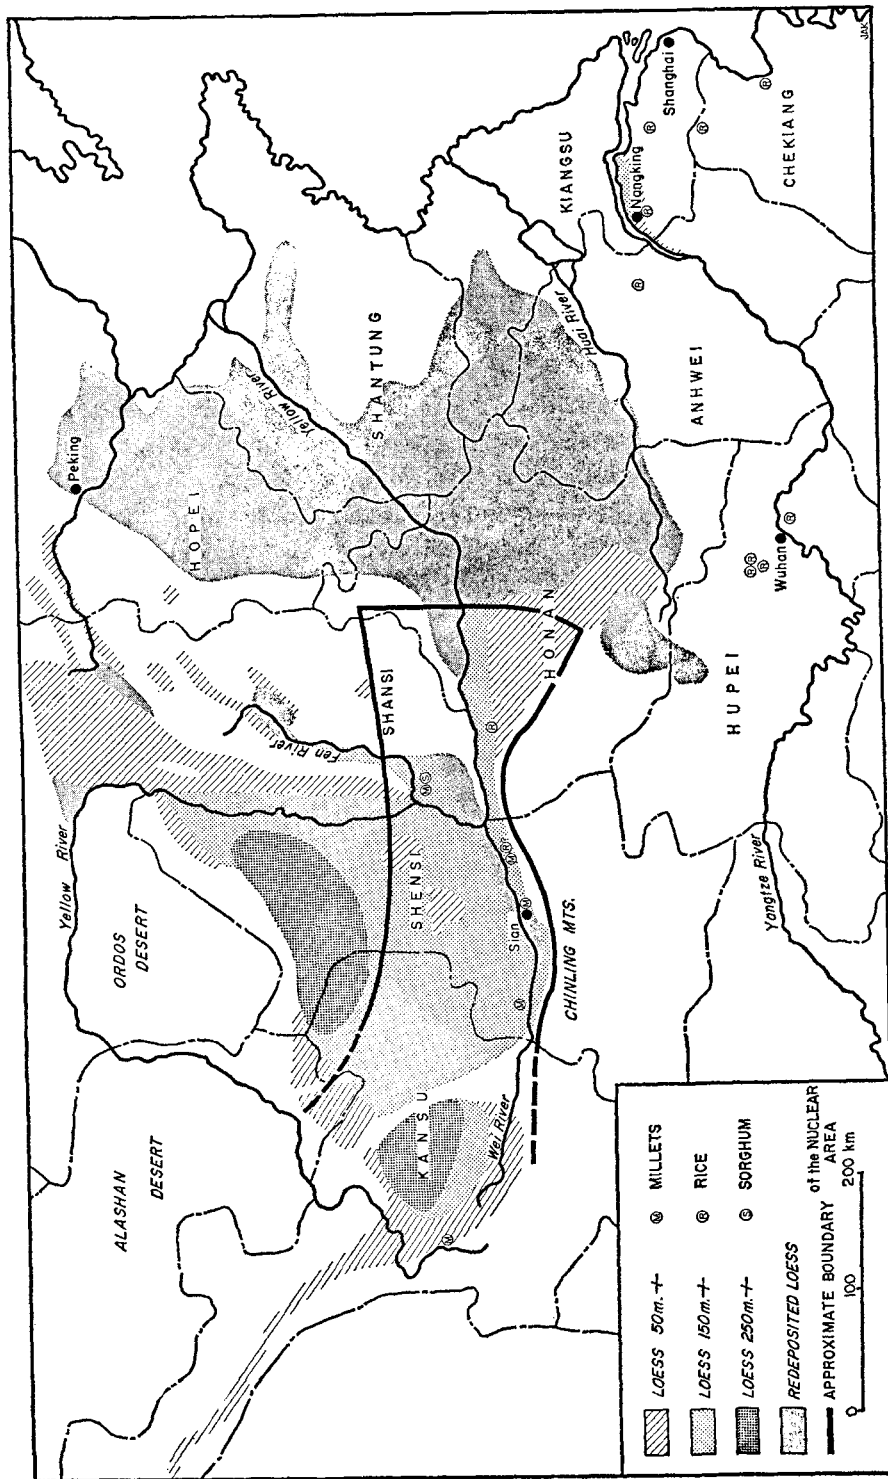 ALASHAN
DESERT
ORDOS
DESERT
Yellow River
Peking
HOPEI
Yellow River
SHANTUNG
SHANSI
Fen River
SHENSI
KANSU
Wei River
Sian
CHINLING MTS.
HONAN
Huai River
KIANGSU
Nangking
Shanghai
ANHWEI
CHEKIANG
HUPEI
Wuhan
Yangtze River
M
M
M
M R
M S
R
R
R
R
R
R
R
R
R
R
R
LOESS 50m. +-
LOESS 150m. +-
LOESS 250m. +-
REDEPOSITED LOESS
APPROXIMATE BOUNDARY of the NUCLEAR
AREA
M MILLETS
R RICE
S SORGHUM
0 100 200 km
JAK